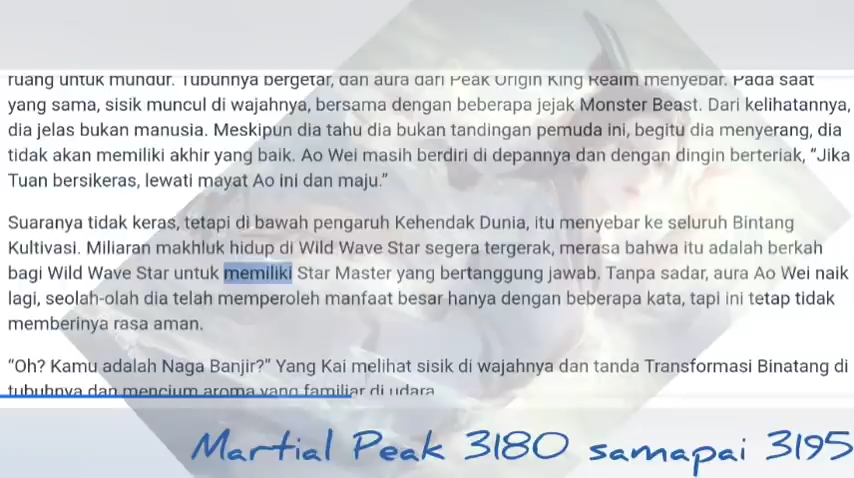 ruang untuk mundur. Tubuhnya bergetar, dan aura dari Peak Origin King Realm menyebar. Pada saat
yang sama, sisik muncul di wajahnya, bersama dengan beberapa jejak Monster Beast. Dari kelihatannya,
dia jelas bukan manusia. Meskipun dia tahu dia bukan tandingan pemuda ini, begitu dia menyerang, dia
tidak akan memiliki akhir yang baik. Ao Wei masih berdiri di depannya dan dengan dingin berteriak, “Jika
Tuan bersikeras, lewati mayat Ao ini dan maju.”
Suaranya tidak keras, tetapi di bawah pengaruh Kehendak Dunia, itu menyebar ke seluruh Bintang
Kultivasi. Miliaran makhluk hidup di Wild Wave Star segera tergerak, merasa bahwa itu adalah berkah
bagi Wild Wave Star untuk memiliki Star Master yang bertanggung jawab. Tanpa sadar, aura Ao Wei naik
lagi, seolah-olah dia telah memperoleh manfaat besar hanya dengan beberapa kata, tapi ini tetap tidak
memberinya rasa aman.
“Oh? Kamu adalah Naga Banjir?” Yang Kai melihat sisik di wajahnya dan tanda Transformasi Binatang di
tubuhnya dan mencium aroma yang familiar di udara
Martial Peak 3180 samapai 3195